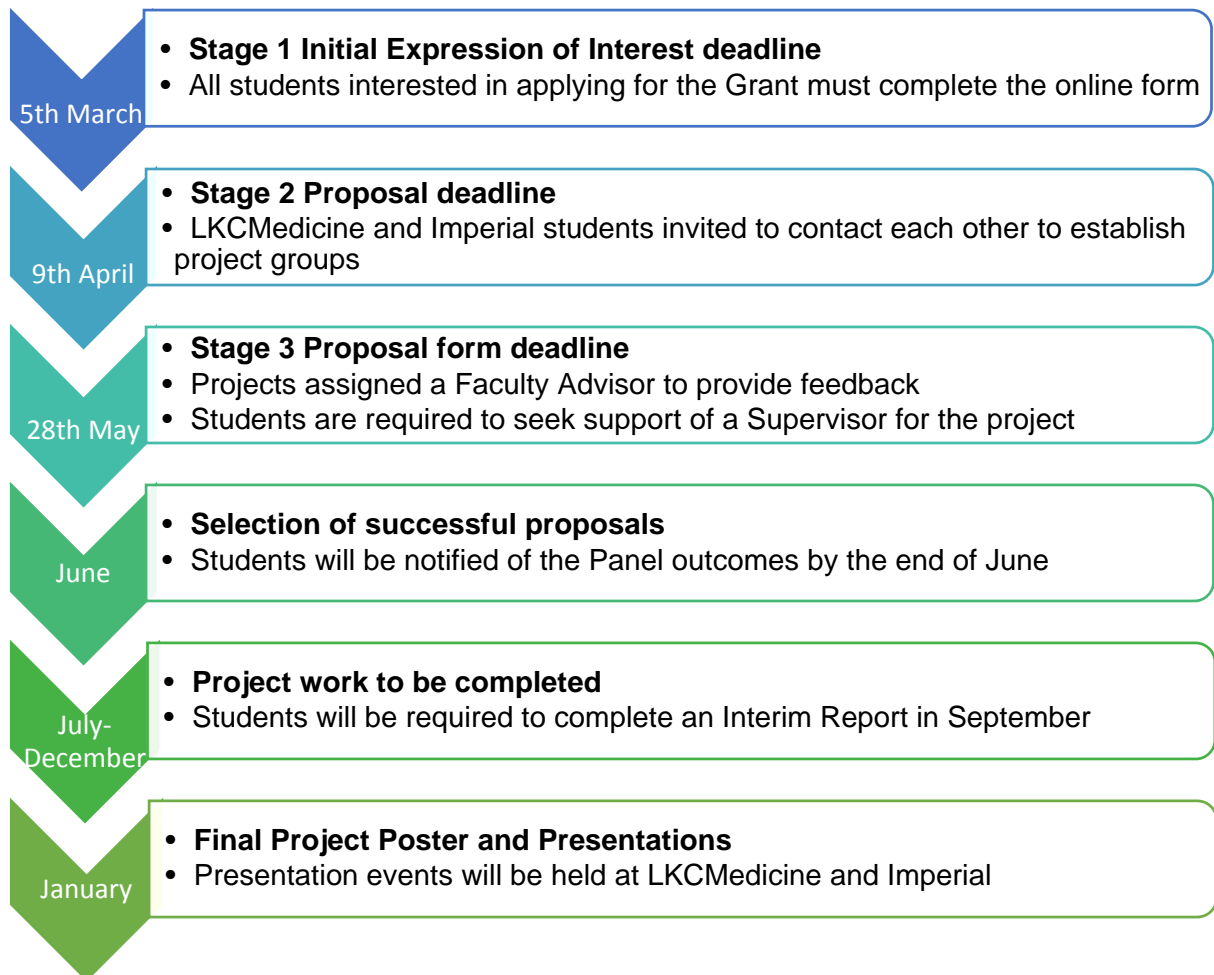 5th March
• Stage 1 Initial Expression of Interest deadline
• All students interested in applying for the Grant must complete the online form
9th April
• Stage 2 Proposal deadline
• LKCMedicine and Imperial students invited to contact each other to establish
project groups
28th May
• Stage 3 Proposal form deadline
• Projects assigned a Faculty Advisor to provide feedback
• Students are required to seek support of a Supervisor for the project
June
• Selection of successful proposals
• Students will be notified of the Panel outcomes by the end of June
July-
December
• Project work to be completed
• Students will be required to complete an Interim Report in September
January
• Final Project Poster and Presentations
• Presentation events will be held at LKCMedicine and Imperial